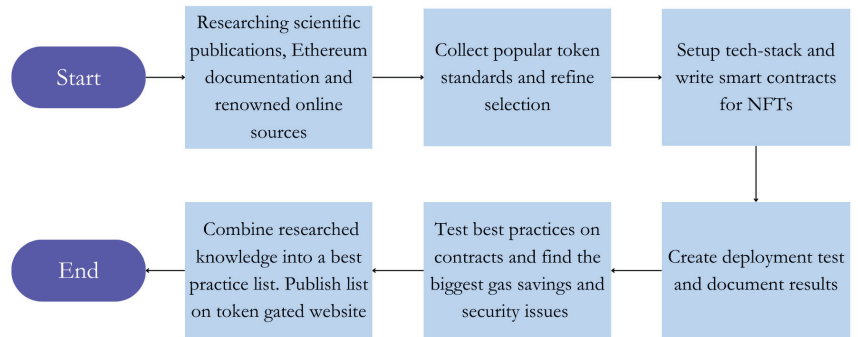 Start
Researching scientific
publications, Ethereum
documentation and
renowned online
sources
Collect popular token
standards and refine
selection
Setup tech-stack and
write smart contracts
for NFTs
Create deployment test
and document results
Test best practices on
contracts and find the
biggest gas savings and
security issues
Combine researched
knowledge into a best
practice list. Publish list
on token gated website
End